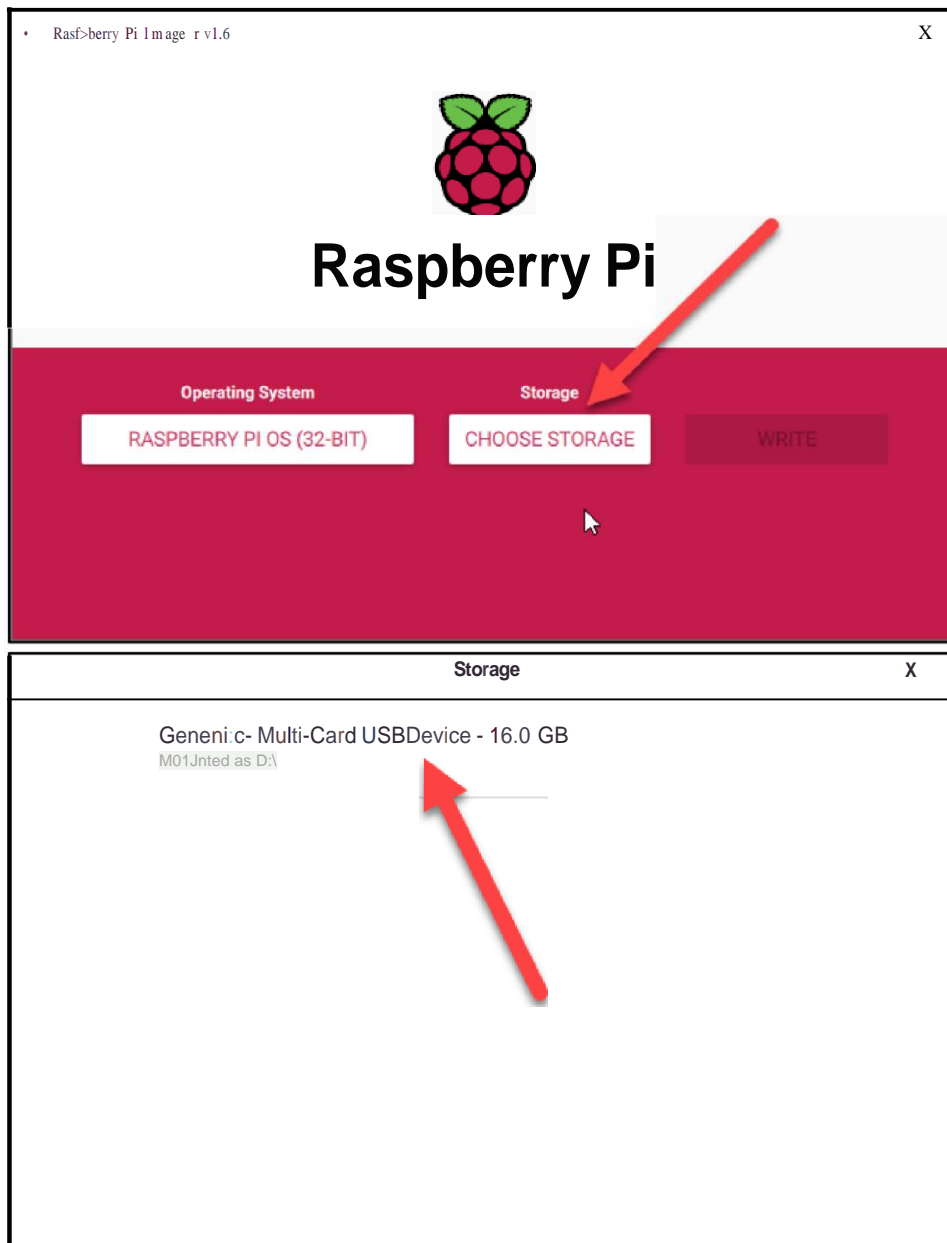 • Rasf>berry Pi 1m age r v1.6 X
Raspberry Pi
Operating System Storage
RASPBERRY PI OS (32-BIT) CHOOSE STORAGE WRITE
Storage X
Geneni:c- Multi-Card USBDevice - 16.0 GB
M01Jnted as D:\